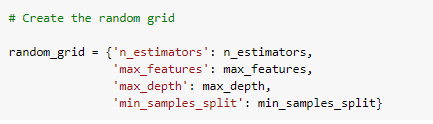 # Create the random grid
random_grid = {'n_estimators': n_estimators,
               'max_features': max_features,
               'max_depth': max_depth,
               'min_samples_split': min_samples_split}